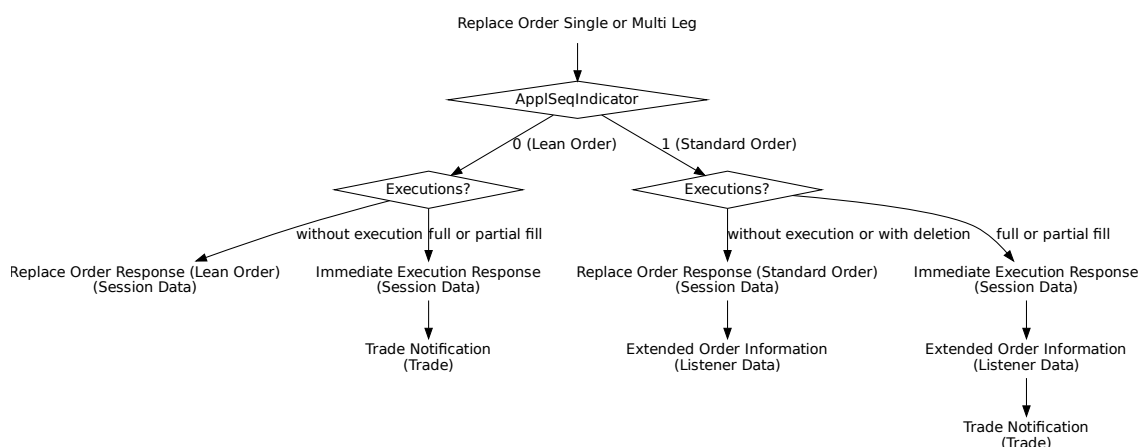 Replace Order Single or Multi Leg
ApplSeqIndicator
0 (Lean Order)
1 (Standard Order)
Executions?
Executions?
without execution
full or partial fill
without execution or with deletion
full or partial fill
Replace Order Response (Lean Order)
(Session Data)
Immediate Execution Response
(Session Data)
Replace Order Response (Standard Order)
(Session Data)
Immediate Execution Response
(Session Data)
Trade Notification
(Trade)
Extended Order Information
(Listener Data)
Extended Order Information
(Listener Data)
Trade Notification
(Trade)